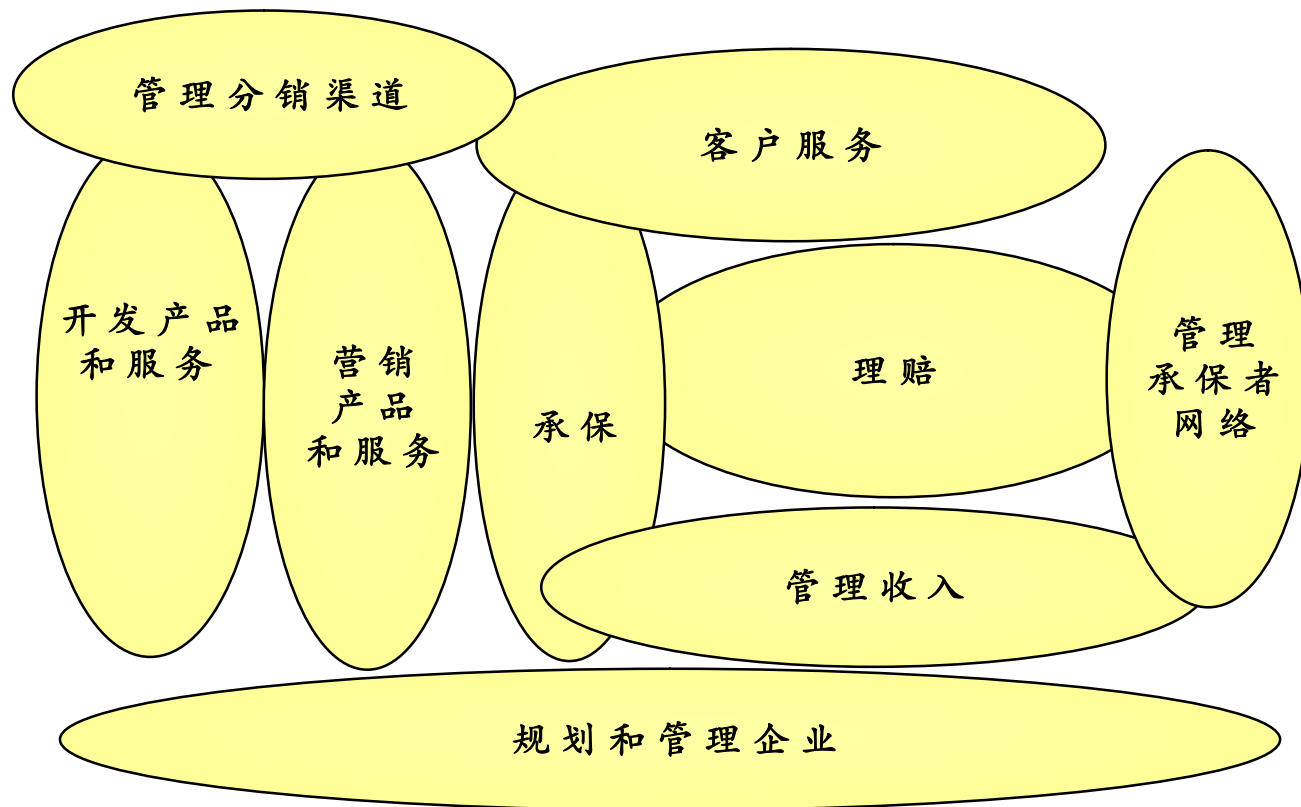 管理分销渠道
客户服务
开发产品
和服务
营销
产品
和服务
承保
理赔
管理
承保者
网络
管理收入
规划和管理企业